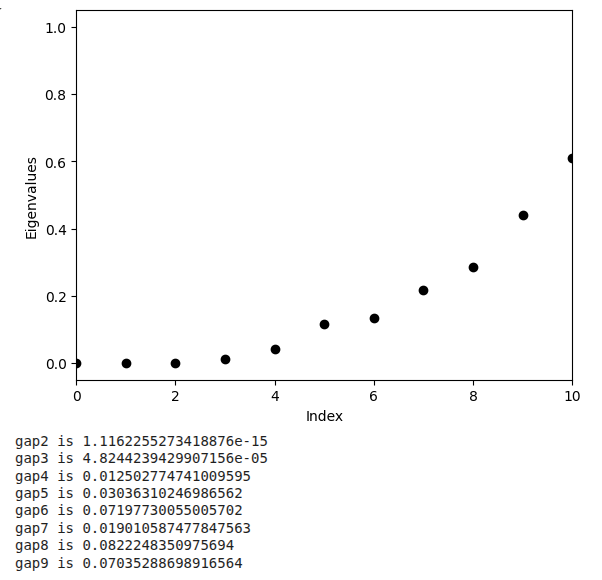 1.0
0.8
0.6
0.4
0.2
0.0
Eigenvalues
0 2 4 6 8 10
Index
gap2 is 1.1162255273418876e-15
gap3 is 4.8244239429907156e-05
gap4 is 0.012502774741009595
gap5 is 0.03036310246986562
gap6 is 0.07197730055005702
gap7 is 0.019010587477847563
gap8 is 0.0822248350975694
gap9 is 0.07035288698916564